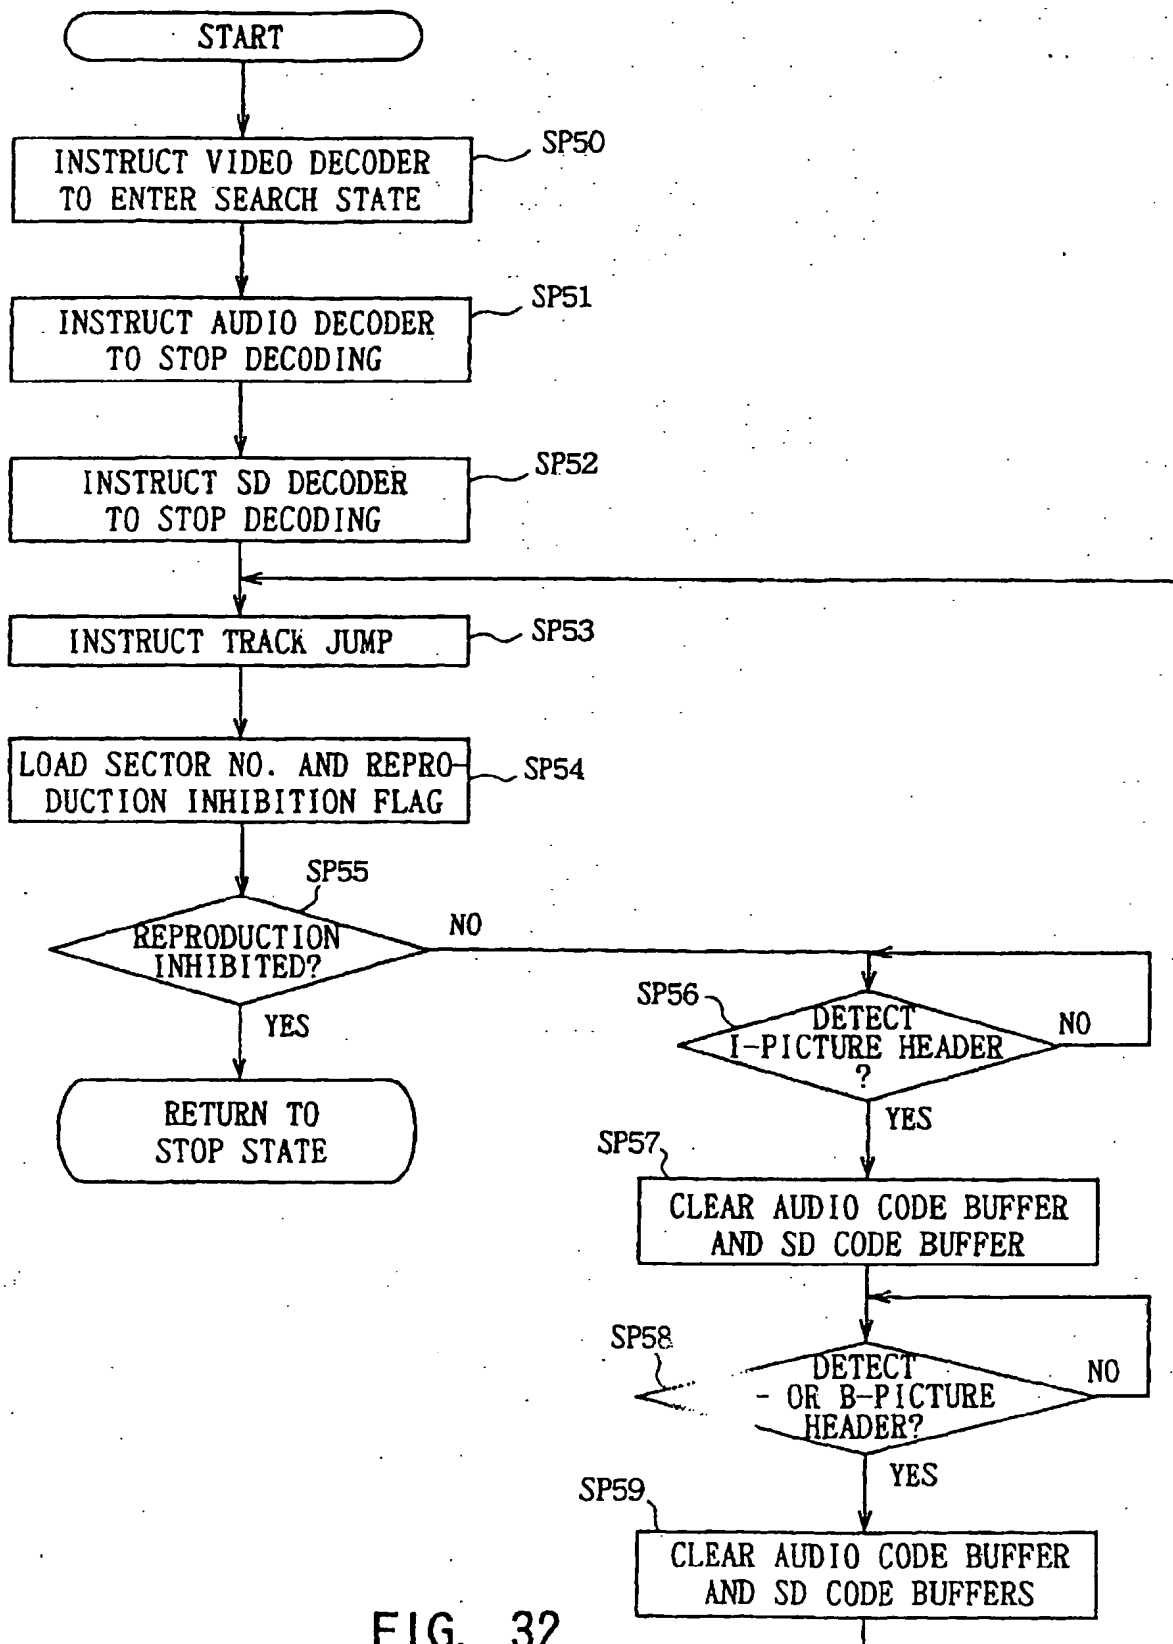 START
SP50
INSTRUCT VIDEO DECODER
TO ENTER SEARCH STATE
SP51
INSTRUCT AUDIO DECODER
TO STOP DECODING
SP52
INSTRUCT SD DECODER
TO STOP DECODING
INSTRUCT TRACK JUMP
SP53
LOAD SECTOR NO. AND REPRO-
DUCTION INHIBITION FLAG
SP54
SP55
REPRODUCTION
INHIBITED?
NO
YES
RETURN TO
STOP STATE
SP56
DETECT
I-PICTURE HEADER
?
NO
YES
SP57
CLEAR AUDIO CODE BUFFER
AND SD CODE BUFFER
SP58
DETECT
- OR B-PICTURE
HEADER?
NO
YES
SP59
CLEAR AUDIO CODE BUFFER
AND SD CODE BUFFERS
FIG. 32